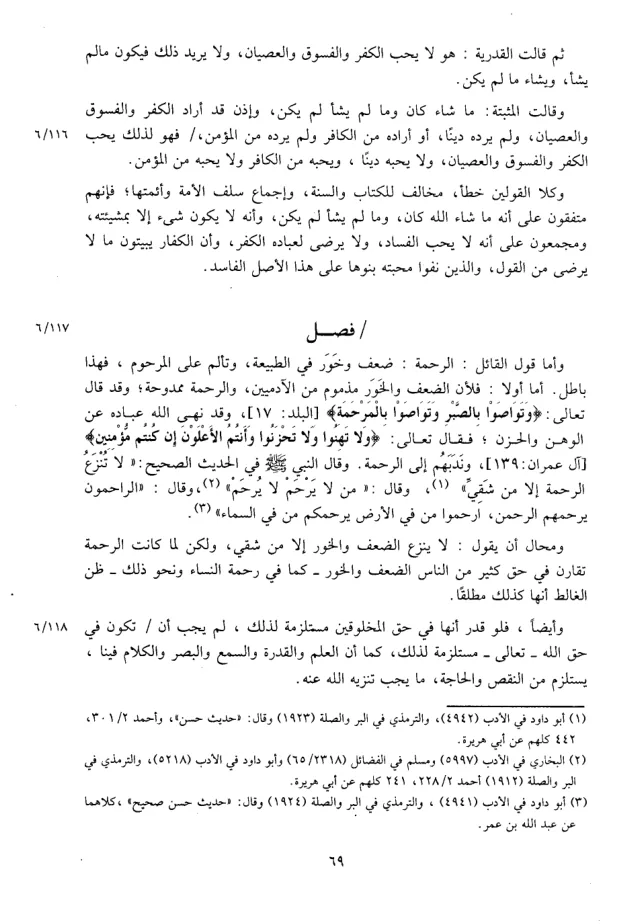 ثم قالت القدرية : هو لا يحب الكفر والفسوق والعصيان، ولا يريد ذلك فيكون مالم
يشأ، ويشاء ما لم يكن.
وقالت المثبتة: ما شاء كان وما لم يشأ لم يكن، وإذن قد أراد الكفر والفسوق
والعصيان، ولم يرده دينًا، أو أراده من الكافر ولم يرده من المؤمن،/ فهو لذلك يحب ٦/١١٦
الكفر والفسوق والعصيان، ولا يحبه دينًا ، ويحبه من الكافر ولا يحبه من المؤمن.
وكلا القولين خطأ، مخالف للكتاب والسنة، وإجماع سلف الأمة وأئمتها؛ فإنهم
متفقون على أنه ما شاء الله كان، وما لم يشأ لم يكن، وأنه لا يكون شىء إلا بمشيئته،
ومجمعون على أنه لا يحب الفساد، ولا يرضى لعباده الكفر، وأن الكفار يبيتون ما لا
يرضى من القول، والذين نفوا محبته بنوها على هذا الأصل الفاسد.
/ فصــل ٦/١١٧
وأما قول القائل : الرحمة : ضعف وخَوَر في الطبيعة، وتألم على المرحوم ، فهذا
باطل. أما أولا : فلأن الضعف والخور مذموم من الآدميين، والرحمة ممدوحة؛ وقد قال
تعالى: ﴿وَتَوَاصَوْا بِالصَّبْرِ وَتَوَاصَوْا بِالْمَرْحَمَةِ﴾ [البلد: ١٧]، وقد نهـى الله عباده عن
الوهن والحزن ؛ فقال تعالى: ﴿وَلا تَهِنُوا وَلا تَحْزَنُوا وَأَنتُمُ الأَعْلَوْنَ إِن كُنتُم مُّؤْمِنِينَ﴾
[آل عمران: ١٣٩]، ونَدَبَهُم إلى الرحمة. وقال النبي ﷺ في الحديث الصحيح: « لا تُنْزَعُ
الرحمة إلا من شَقِيٍّ» (١)، وقال :« من لا يَرْحَمْ لا يُرحَمْ» (٢)،وقال : «الراحمون
يرحمهم الرحمن، ارحموا من في الأرض يرحمكم من في السماء» (٣).
ومحال أن يقول : لا ينزع الضعف والخور إلا من شقي، ولكن لما كانت الرحمة
تقارن في حق كثير من الناس الضعف والخور ـ كما في رحمة النساء ونحو ذلك ـ ظن
الغالط أنها كذلك مطلقًا.
وأيضاً ، فلو قدر أنها في حق المخلوقين مستلزمة لذلك ، لم يجب أن / تكون في ٦/١١٨
حق الله ـ تعالى ـ مستلزمة لذلك، كما أن العلم والقدرة والسمع والبصر والكلام فينا ،
يستلزم من النقص والحاجة، ما يجب تنزيه الله عنه.
(١) أبو داود في الأدب (٤٩٤٢)، والترمذي في البر والصلة (١٩٢٣) وقال: «حديث حسن»، وأحمد ٢/ ٣٠١،
٤٤٢ كلهم عن أبي هريرة.
(٢) البخاري في الأدب (٥٩٩٧) ومسلم في الفضائل (٦٥/٢٣١٨) وأبو داود في الأدب (٥٢١٨)، والترمذي في
البر والصلة (١٩١٢) أحمد ٢/ ٢٢٨، ٢٤١ كلهم عن أبي هريرة.
(٣) أبو داود في الأدب (٤٩٤١) ، والترمذي في البر والصلة (١٩٢٤) وقال: «حديث حسن صحيح» ،كلاهما
عن عبد الله بن عمر.
٦٩